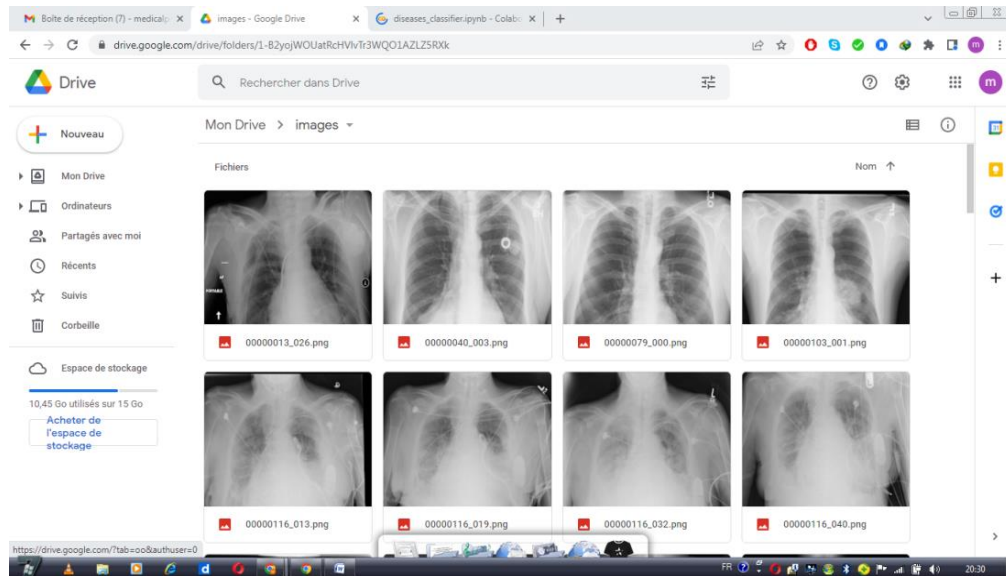 Boîte de réception (7) - medicalp
images - Google Drive
diseases_classifier.ipynb - Colab
drive.google.com/drive/folders/1-B2yojWOUatRcHVlvTr3WQO1AZLZ5RXk
Drive
Rechercher dans Drive
m
Nouveau
Mon Drive > images
Fichiers
Nom
Mon Drive
Ordinateurs
Partagés avec moi
Récents
Suivis
Corbeille
Espace de stockage
10,45 Go utilisés sur 15 Go
Acheter de
l'espace de
stockage
00000013_026.png
00000040_003.png
00000079_000.png
00000103_001.png
00000116_013.png
00000116_019.png
00000116_032.png
00000116_040.png
https://drive.google.com/?tab=oo&authuser=0
FR
20:30